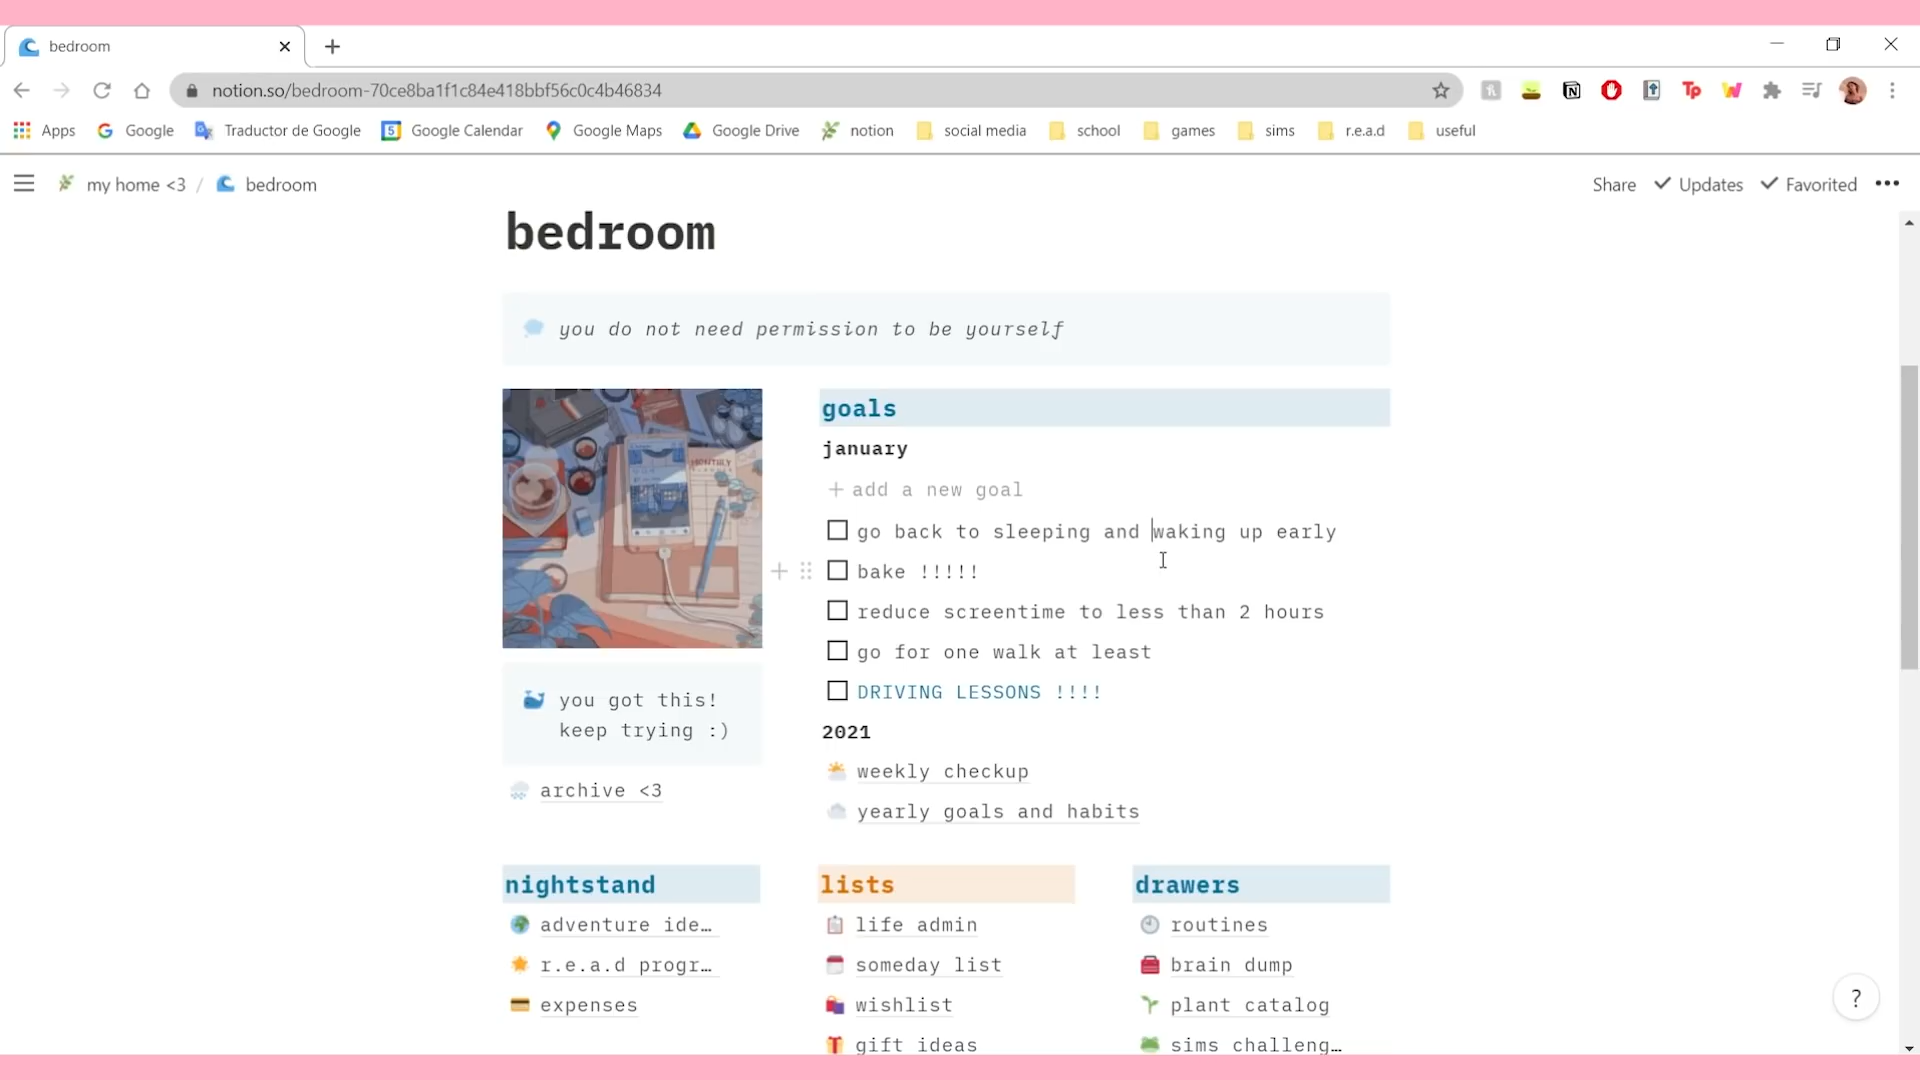 bedroom
notion.so/bedroom-70ce8ba1f1c84e418bbf56c0c4b46834
Apps Google Traductor de Google Google Calendar Google Maps Google Drive notion social media school games sims r.e.a.d useful
my home <3 / bedroom
Share Updates Favorited
bedroom
you do not need permission to be yourself
MONTHLY
you got this!
keep trying :)
archive <3
goals
january
+ add a new goal
go back to sleeping and waking up early
bake !!!!!
reduce screentime to less than 2 hours
go for one walk at least
DRIVING LESSONS !!!!
2021
weekly checkup
yearly goals and habits
nightstand
adventure ide…
r.e.a.d progr…
expenses
lists
life admin
someday list
wishlist
gift ideas
drawers
routines
brain dump
plant catalog
sims challeng…
?